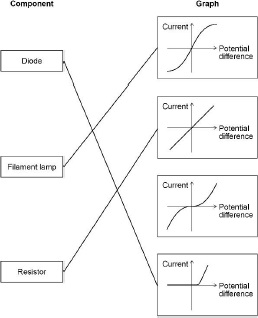 Component
Graph
Diode
Filament lamp
Resistor
Current
Potential
difference
Current
Potential
difference
Current
Potential
difference
Current
Potential
difference